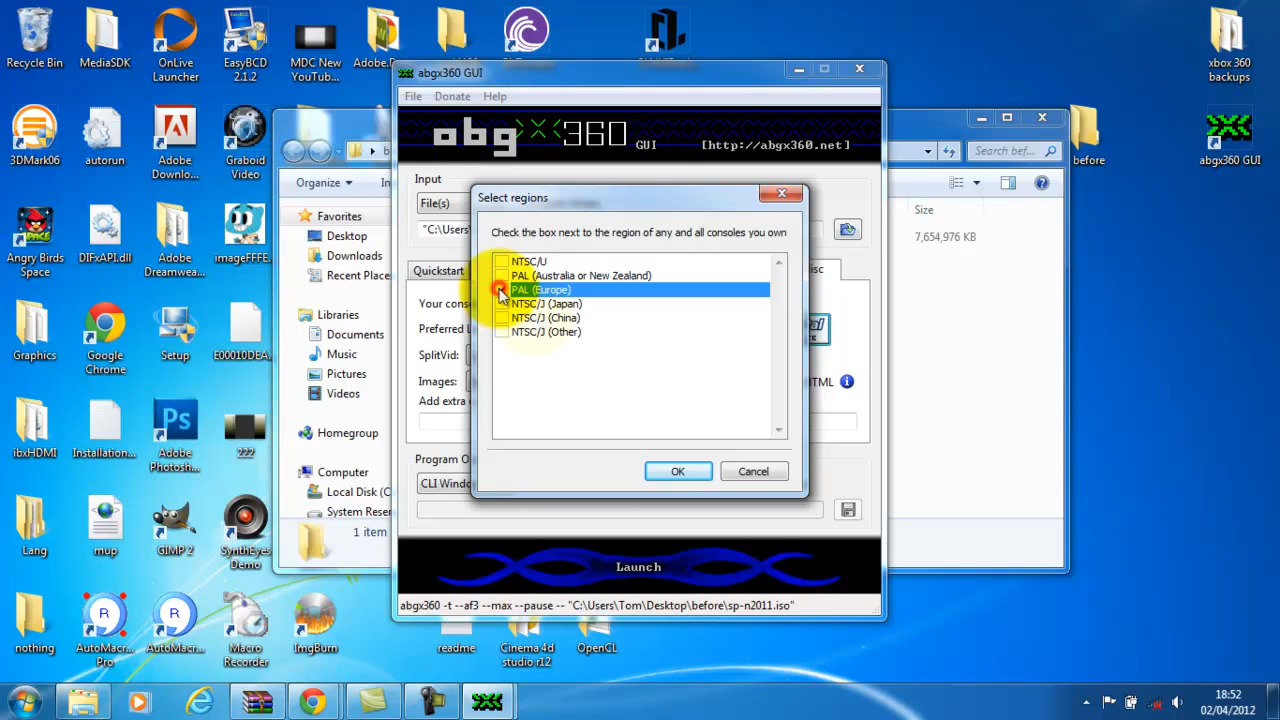 Recycle Bin
MediaSDK
OnLive
Launcher
EasyBCD
2.1.2
MDC New
YouTub...
Adobe.D
xbox 360
backups
3DMark06
autorun
Adobe
Downlo...
Graboid
Video
before
abgx360 GUI
Angry Birds
Space
DIFxAPI.dll
Adobe
Dreamwea...
imageFFFE...
Graphics
Google
Chrome
Setup
E00010DEA...
ibxHDMI
Installation...
Adobe
Photosh...
222
Lang
mup
GIMP 2
SynthEyes
Demo
nothing
AutoMacr...
Pro
AutoMacr...
Macro
Recorder
ImgBurn
readme
Cinema 4d
studio r12
OpenCL
Organize
Search bef...
Size
7,654,976 KB
Favorites
Desktop
Downloads
Recent Place
Libraries
Documents
Music
Pictures
Videos
Homegroup
Computer
Local Disk (C
System Reser
1 item
abgx360 GUI
File Donate Help
abgx360 GUI [http://abgx360.net]
Input
File(s)
"C:\Users\
Quickstart
isc
Your conso
Preferred L
SplitVid:
Images:
HTML
Add extra c
Program O
CLI Windo
Launch
abgx360 -t --af3 --max --pause -- "C:\Users\Tom\Desktop\before\sp-n2011.iso"
Select regions
Check the box next to the region of any and all consoles you own
NTSC/U
PAL (Australia or New Zealand)
PAL (Europe)
NTSC/J (Japan)
NTSC/J (China)
NTSC/J (Other)
OK Cancel
18:52
02/04/2012